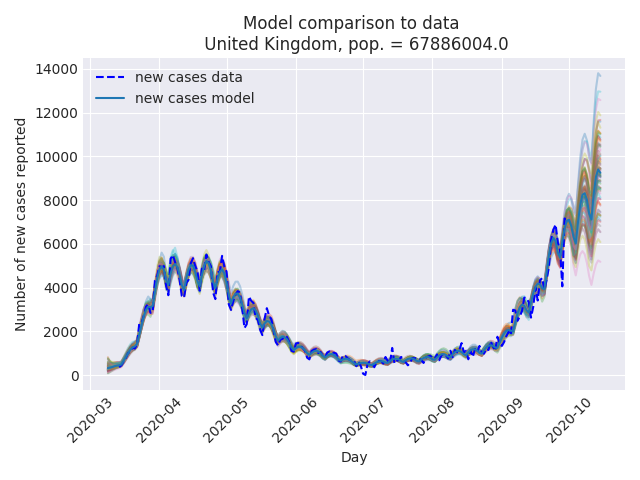 Model comparison to data
United Kingdom, pop. = 67886004.0
new cases data
new cases model
Number of new cases reported
14000
12000
10000
8000
6000
4000
2000
0
2020-03
2020-04
2020-05
2020-06
2020-07
2020-08
2020-09
2020-10
Day